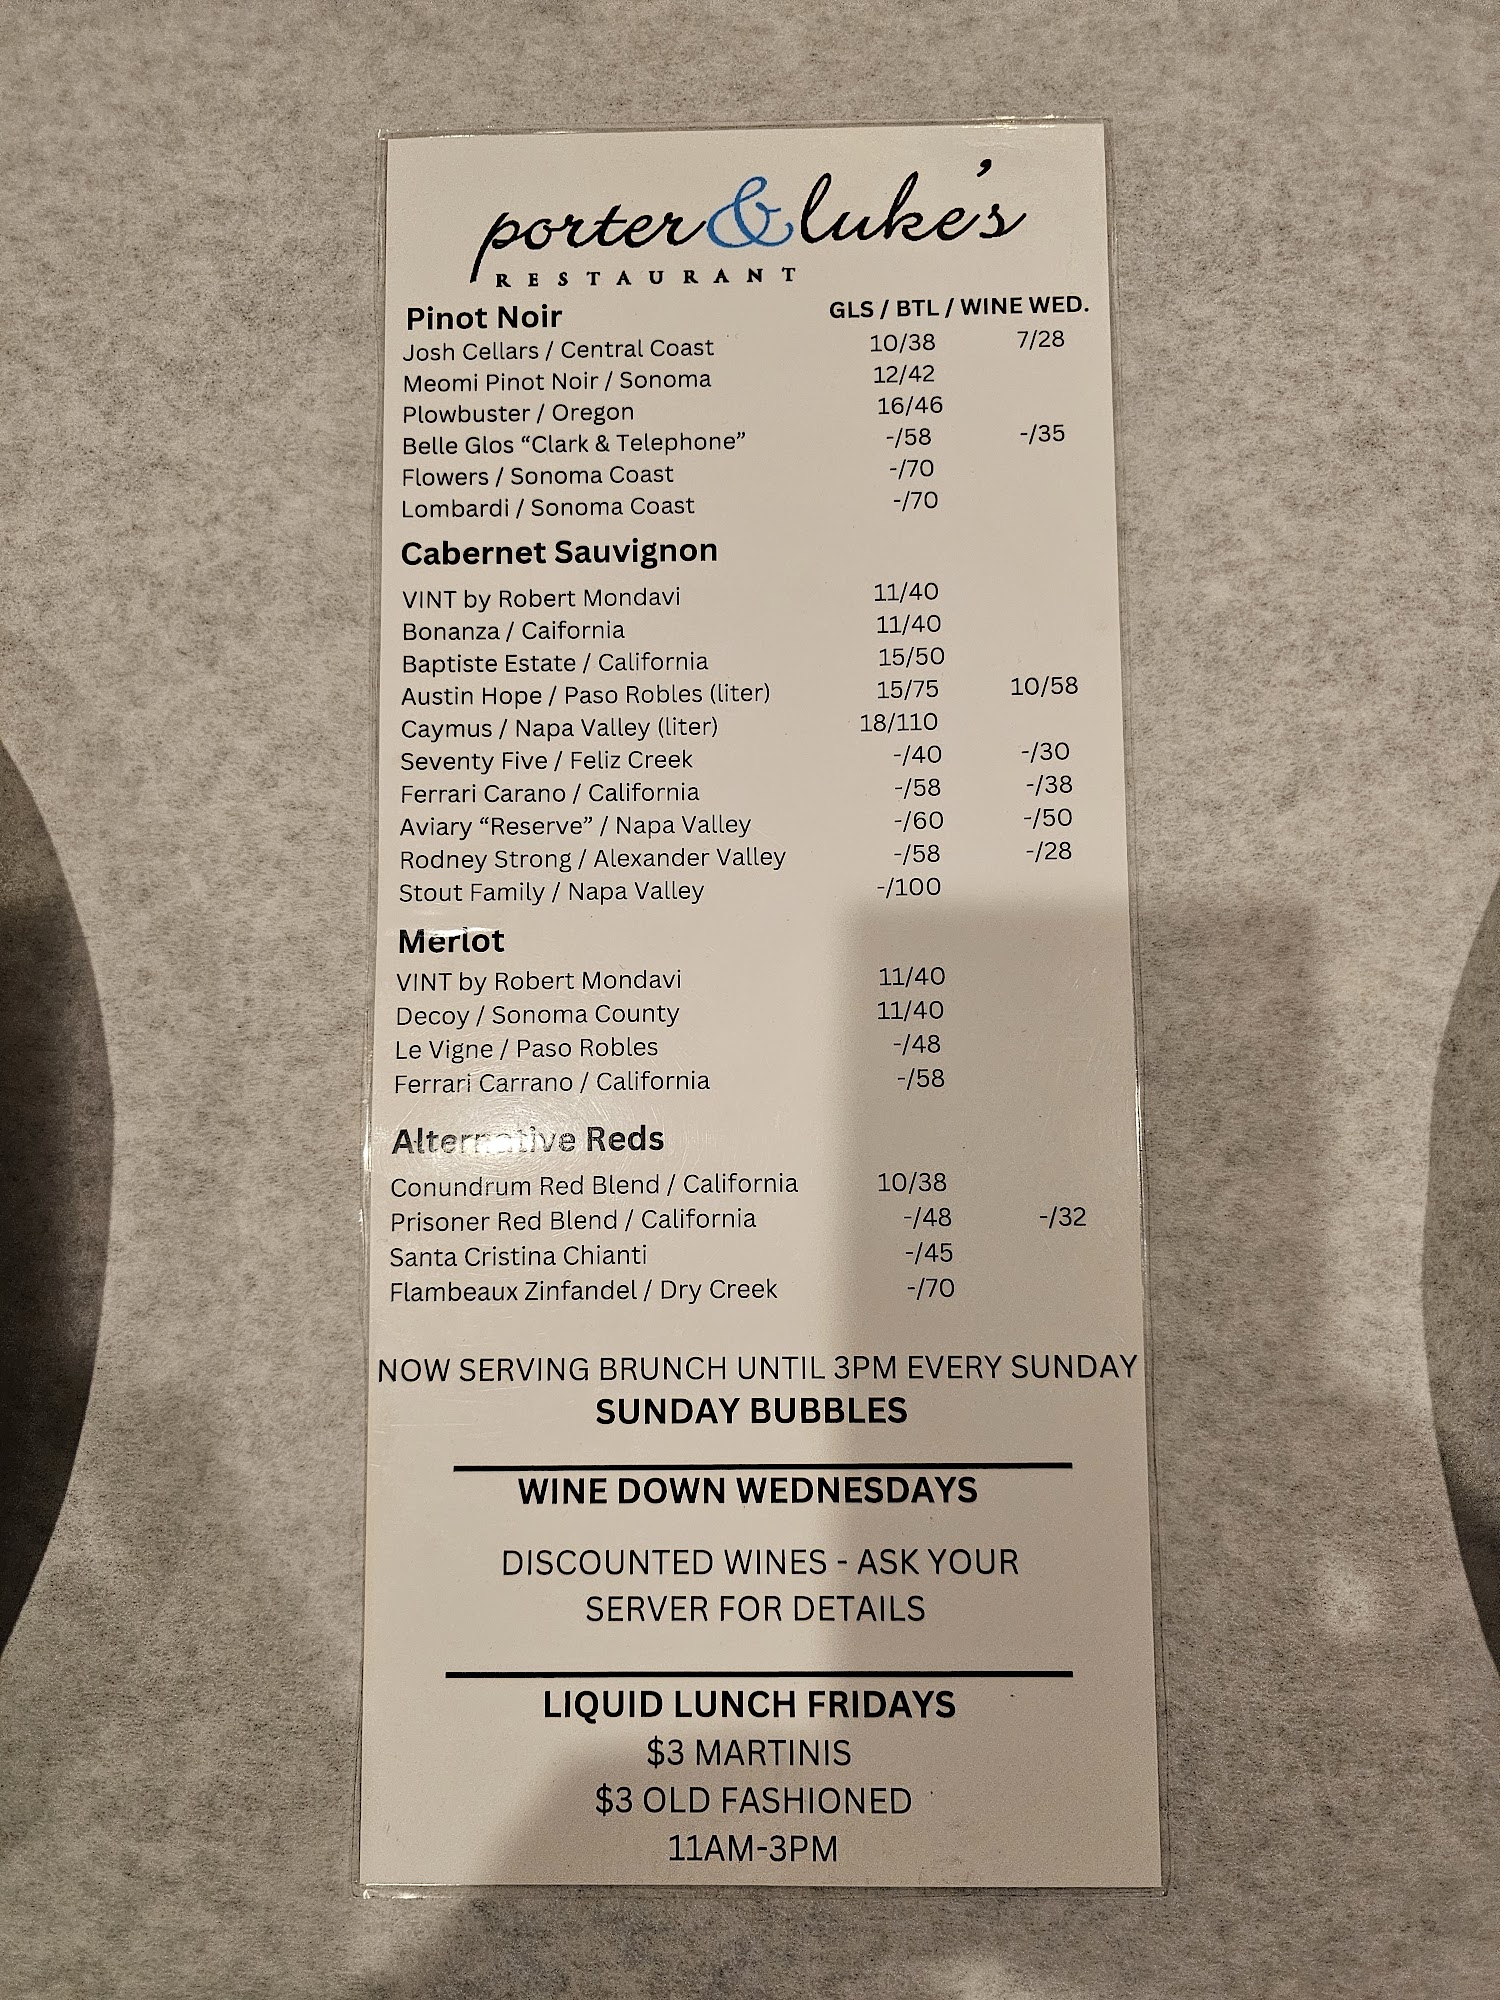 porter & luke's
RESTAURANT
Pinot Noir GLS / BTL / WINE WED.
Josh Cellars / Central Coast 10/38 7/28
Meomi Pinot Noir / Sonoma 12/42
Plowbuster / Oregon 16/46
Belle Glos “Clark & Telephone” -/58 -/35
Flowers / Sonoma Coast -/70
Lombardi / Sonoma Coast -/70
Cabernet Sauvignon
VINT by Robert Mondavi 11/40
Bonanza / Caifornia 11/40
Baptiste Estate / California 15/50
Austin Hope / Paso Robles (liter) 15/75 10/58
Caymus / Napa Valley (liter) 18/110
Seventy Five / Feliz Creek -/40 -/30
Ferrari Carano / California -/58 -/38
Aviary “Reserve” / Napa Valley -/60 -/50
Rodney Strong / Alexander Valley -/58 -/28
Stout Family / Napa Valley -/100
Merlot
VINT by Robert Mondavi 11/40
Decoy / Sonoma County 11/40
Le Vigne / Paso Robles -/48
Ferrari Carrano / California -/58
Alternative Reds
Conundrum Red Blend / California 10/38
Prisoner Red Blend / California -/48 -/32
Santa Cristina Chianti -/45
Flambeaux Zinfandel / Dry Creek -/70
NOW SERVING BRUNCH UNTIL 3PM EVERY SUNDAY
SUNDAY BUBBLES
WINE DOWN WEDNESDAYS
DISCOUNTED WINES - ASK YOUR
SERVER FOR DETAILS
LIQUID LUNCH FRIDAYS
$3 MARTINIS
$3 OLD FASHIONED
11AM-3PM